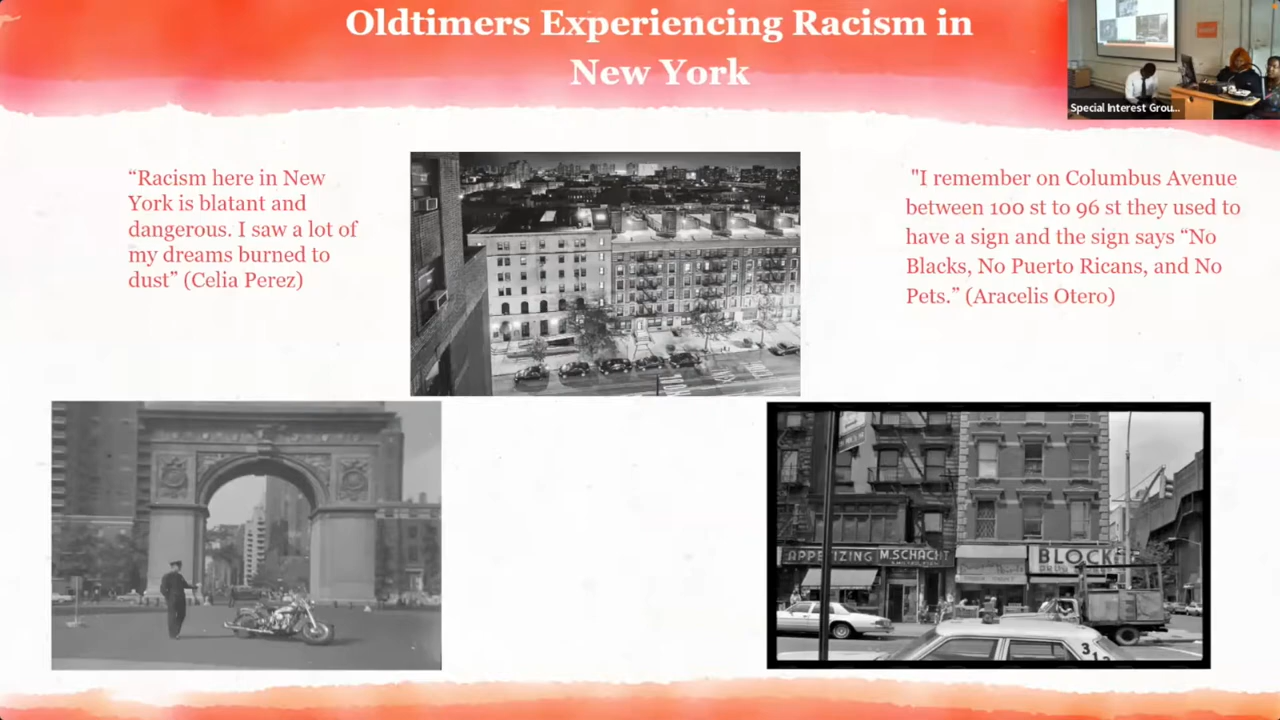 Oldtimers Experiencing Racism in
New York
Special Interest Grou...
“Racism here in New
York is blatant and
dangerous. I saw a lot of
my dreams burned to
dust” (Celia Perez)
"I remember on Columbus Avenue
between 100 st to 96 st they used to
have a sign and the sign says “No
Blacks, No Puerto Ricans, and No
Pets.” (Aracelis Otero)
APPETIZING M.SCHACHT
BLOCK
DRUG
313